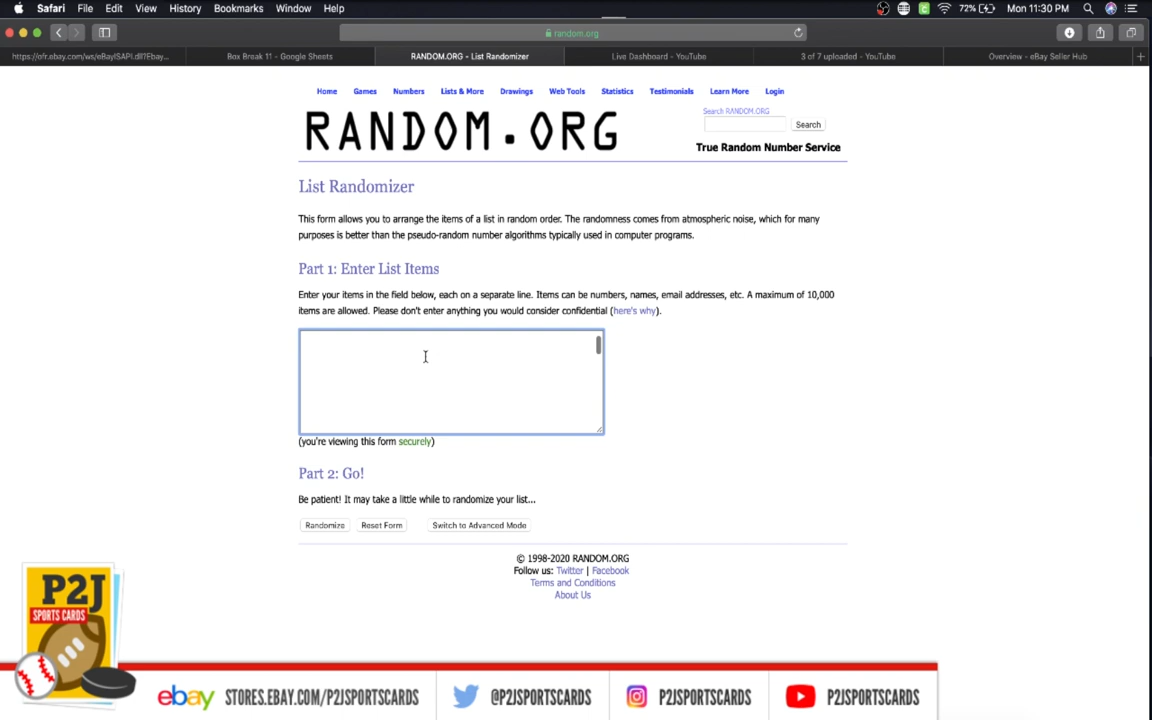 Safari File Edit View History Bookmarks Window Help 72% Mon 11:30 PM
random.org
https://ofr.ebay.com/ws/eBayISAPI.dll?Ebay... Box Break 11 - Google Sheets RANDOM.ORG - List Randomizer Live Dashboard - YouTube 3 of 7 uploaded - YouTube Overview - eBay Seller Hub
Home Games Numbers Lists & More Drawings Web Tools Statistics Testimonials Learn More Login
RANDOM.ORG
Search RANDOM.ORG
Search
True Random Number Service
List Randomizer
This form allows you to arrange the items of a list in random order. The randomness comes from atmospheric noise, which for many
purposes is better than the pseudo-random number algorithms typically used in computer programs.
Part 1: Enter List Items
Enter your items in the field below, each on a separate line. Items can be numbers, names, email addresses, etc. A maximum of 10,000
items are allowed. Please don't enter anything you would consider confidential (here's why).
(you're viewing this form securely)
Part 2: Go!
Be patient! It may take a little while to randomize your list...
Randomize Reset Form Switch to Advanced Mode
© 1998-2020 RANDOM.ORG
Follow us: Twitter | Facebook
Terms and Conditions
About Us
P2J
SPORTS CARDS
ebay STORES.EBAY.COM/P2JSPORTSCARDS @P2JSPORTSCARDS P2JSPORTSCARDS P2JSPORTSCARDS